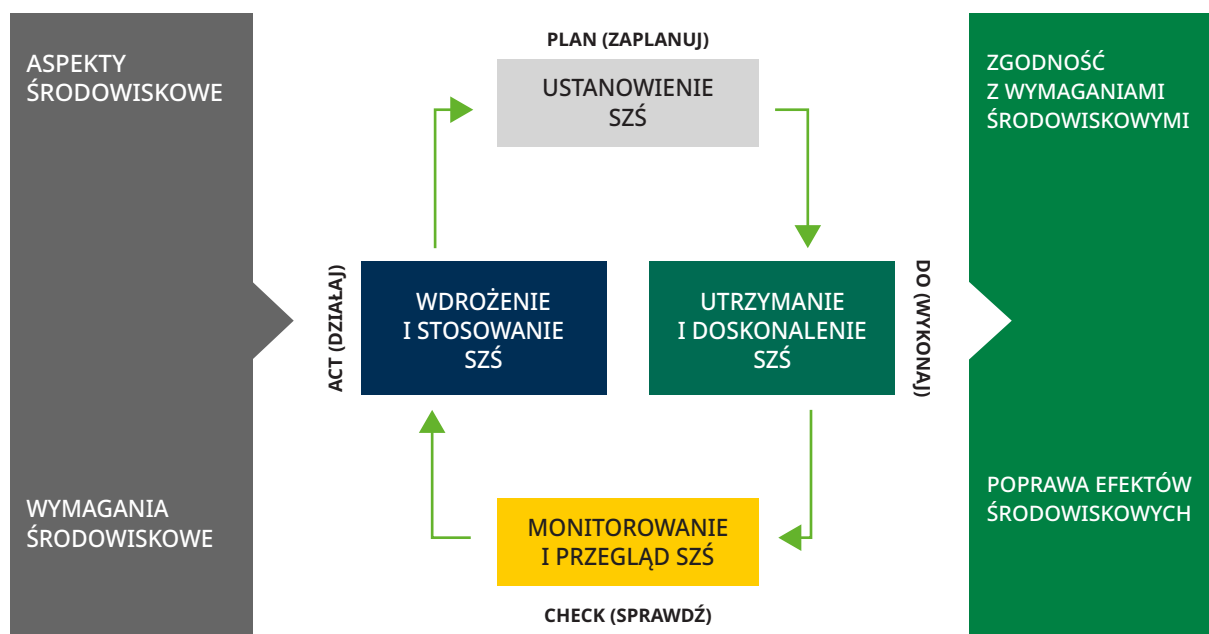 ASPEKTY
ŚRODOWISKOWE
WYMAGANIA
ŚRODOWISKOWE
PLAN (ZAPLANUJ)
USTANOWIENIE
SZŚ
ACT (DZIAŁAJ)
WDROŻENIE
I STOSOWANIE
SZŚ
UTRZYMANIE
I DOSKONALENIE
SZŚ
DO (WYKONAJ)
MONITOROWANIE
I PRZEGLĄD SZŚ
CHECK (SPRAWDŹ)
ZGODNOŚĆ
Z WYMAGANIAMI
ŚRODOWISKOWYMI
POPRAWA EFEKTÓW
ŚRODOWISKOWYCH